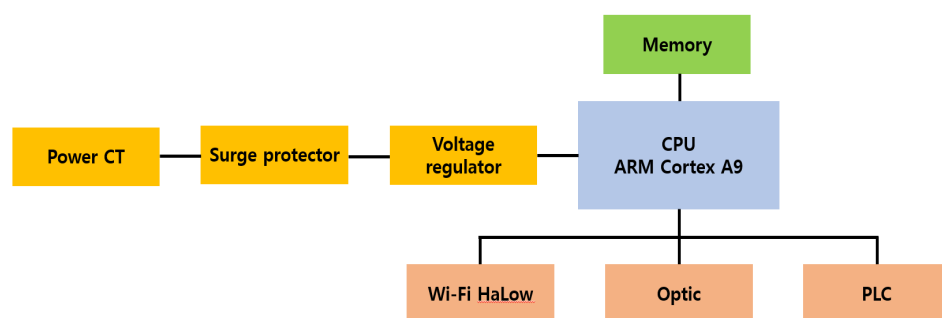 Memory
Power CT
Surge protector
Voltage
regulator
CPU
ARM Cortex A9
Wi-Fi HaLow
Optic
PLC